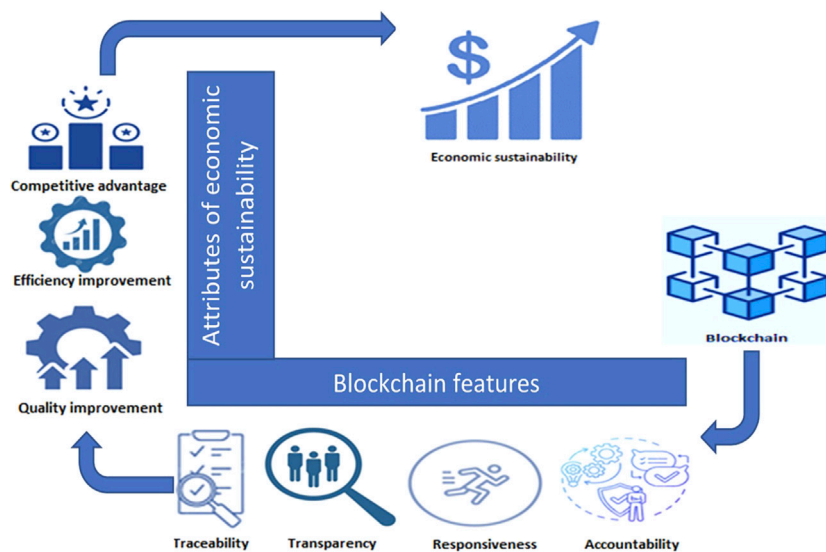 $
Economic sustainability
Competitive advantage
Attributes of economic
sustainability
Efficiency improvement
Blockchain
Blockchain features
Quality improvement
Traceability
Transparency
Responsiveness
Accountability